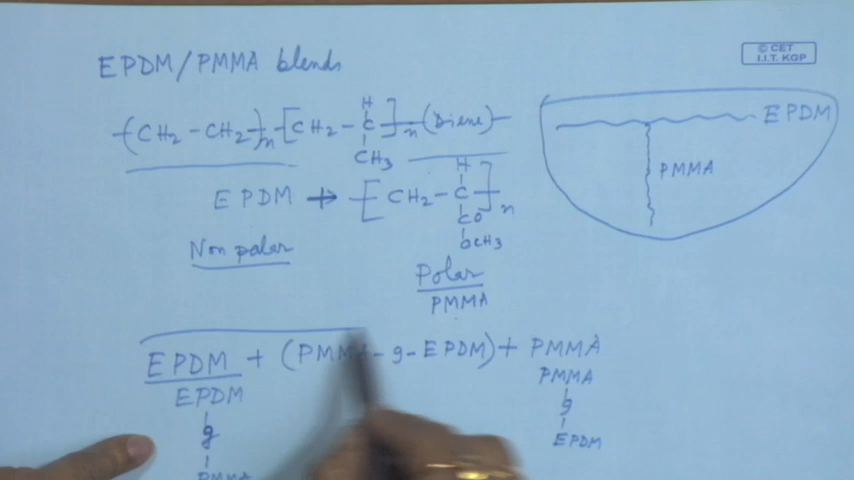 EPDM/PMMA blends
© CET
I.I.T. KGP
-(CH2-CH2)n-[CH2-C]n-(Diene)-
H
CH3
EPDM
PMMA
EPDM + [CH2-C]n
H
CO
OCH3
Non polar
Polar
PMMA
EPDM + (PMMA-g-EPDM) + PMMA
EPDM
g
PMMA
PMMA
g
EPDM